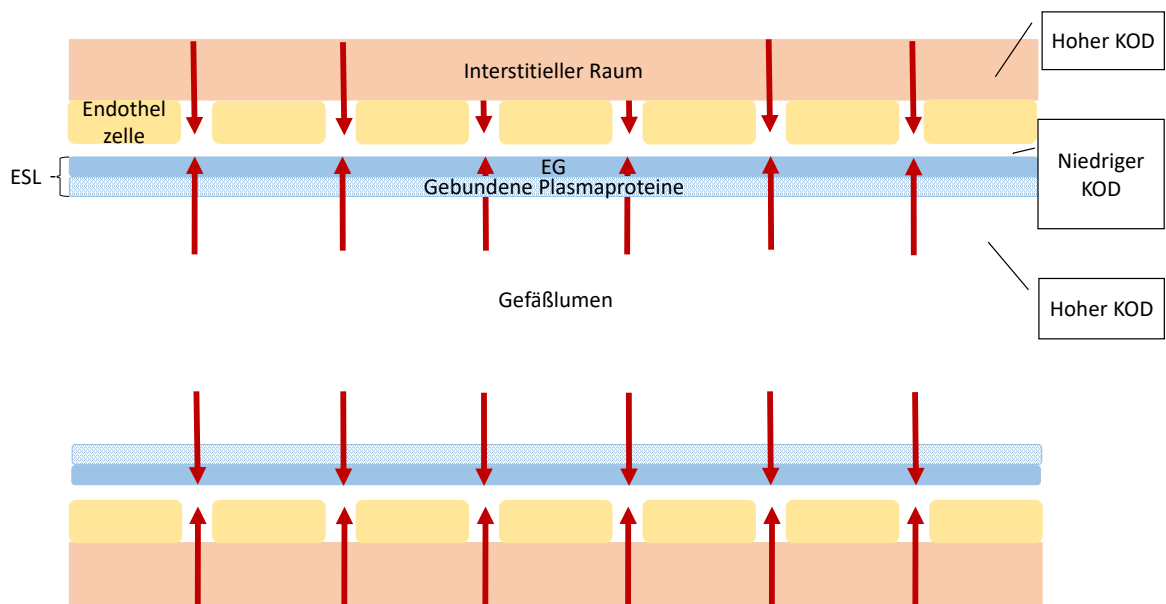 Hoher KOD
Interstitieller Raum
Endothel
zelle
ESL
EG
Gebundene Plasmaproteine
Niedriger
KOD
Gefäßlumen
Hoher KOD